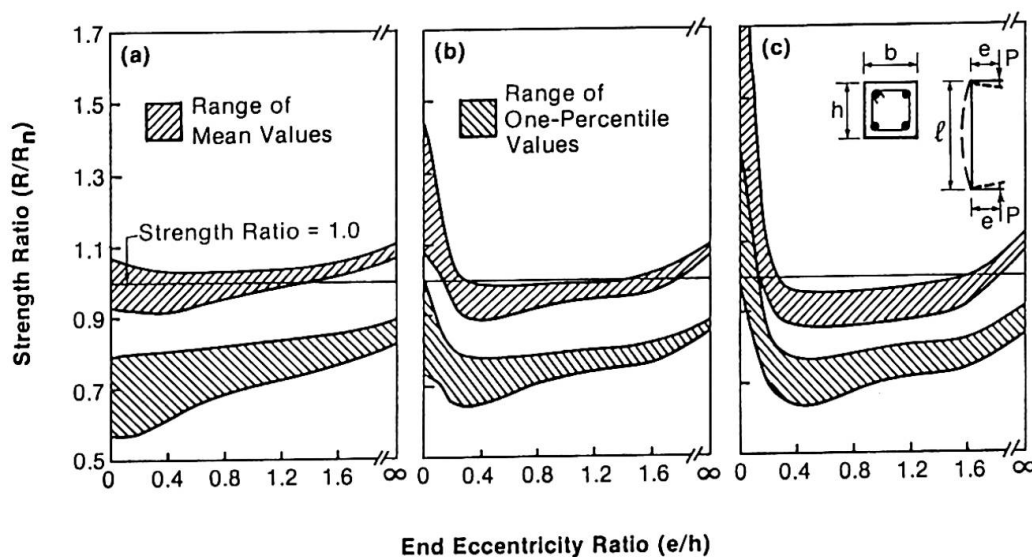 1.7
1.5
1.3
1.1
0.9
0.7
0.5
Strength Ratio (R/Rn)
(a)
Range of
Mean Values
Strength Ratio = 1.0
0 0.4 0.8 1.2 1.6 ∞
(b)
Range of
One-Percentile
Values
0 0.4 0.8 1.2 1.6 ∞
(c)
b
h
e
P
ℓ
e
P
0 0.4 0.8 1.2 1.6 ∞
End Eccentricity Ratio (e/h)